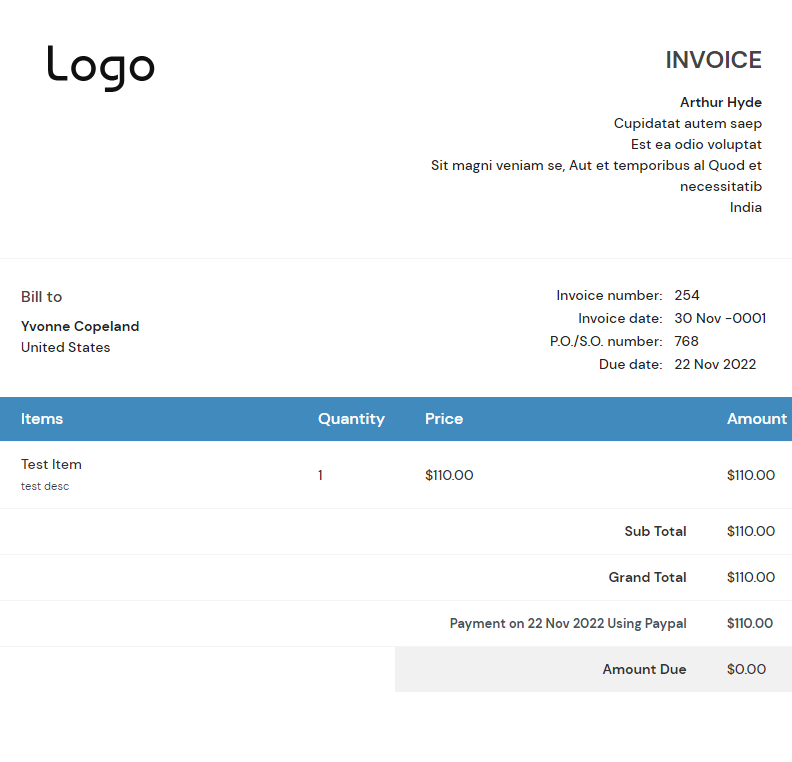 Logo
INVOICE
Arthur Hyde
Cupidatat autem saep
Est ea odio voluptat
Sit magni veniam se, Aut et temporibus al Quod et
necessitatib
India
Bill to
Yvonne Copeland
United States
Invoice number: 254
Invoice date: 30 Nov -0001
P.O./S.O. number: 768
Due date: 22 Nov 2022
Items Quantity Price Amount
Test Item
test desc
1 $110.00 $110.00
Sub Total $110.00
Grand Total $110.00
Payment on 22 Nov 2022 Using Paypal $110.00
Amount Due $0.00